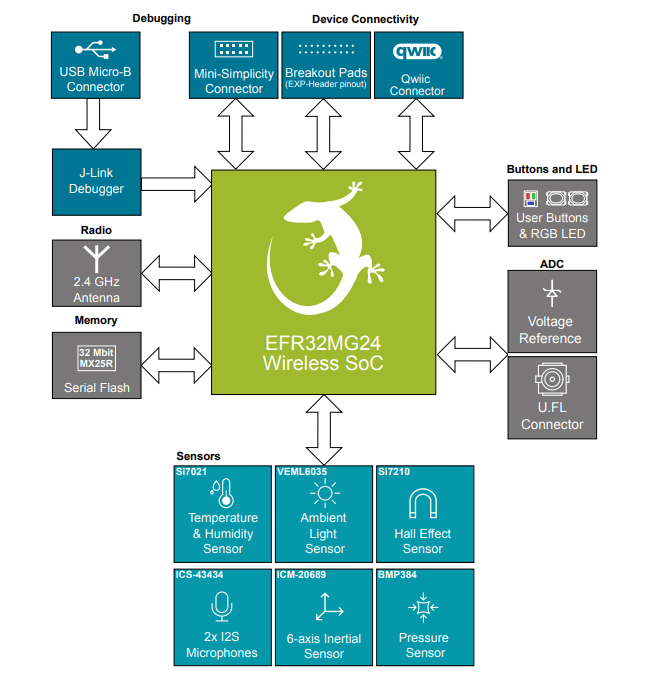 Debugging
Device Connectivity
USB Micro-B
Connector
Mini-Simplicity
Connector
Breakout Pads
(EXP-Header pinout)
qwiic
Qwiic
Connector
J-Link
Debugger
Buttons and LED
User Buttons
& RGB LED
Radio
2.4 GHz
Antenna
ADC
Voltage
Reference
Memory
32 Mbit
MX25R
Serial Flash
EFR32MG24
Wireless SoC
U.FL
Connector
Sensors
Si7021
Temperature
& Humidity
Sensor
VEML6035
Ambient
Light
Sensor
Si7210
Hall Effect
Sensor
ICS-43434
2x I2S
Microphones
ICM-20689
6-axis Inertial
Sensor
BMP384
Pressure
Sensor